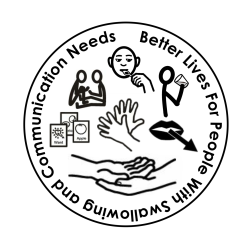 Better Lives For People With Swallowing and Communication Needs